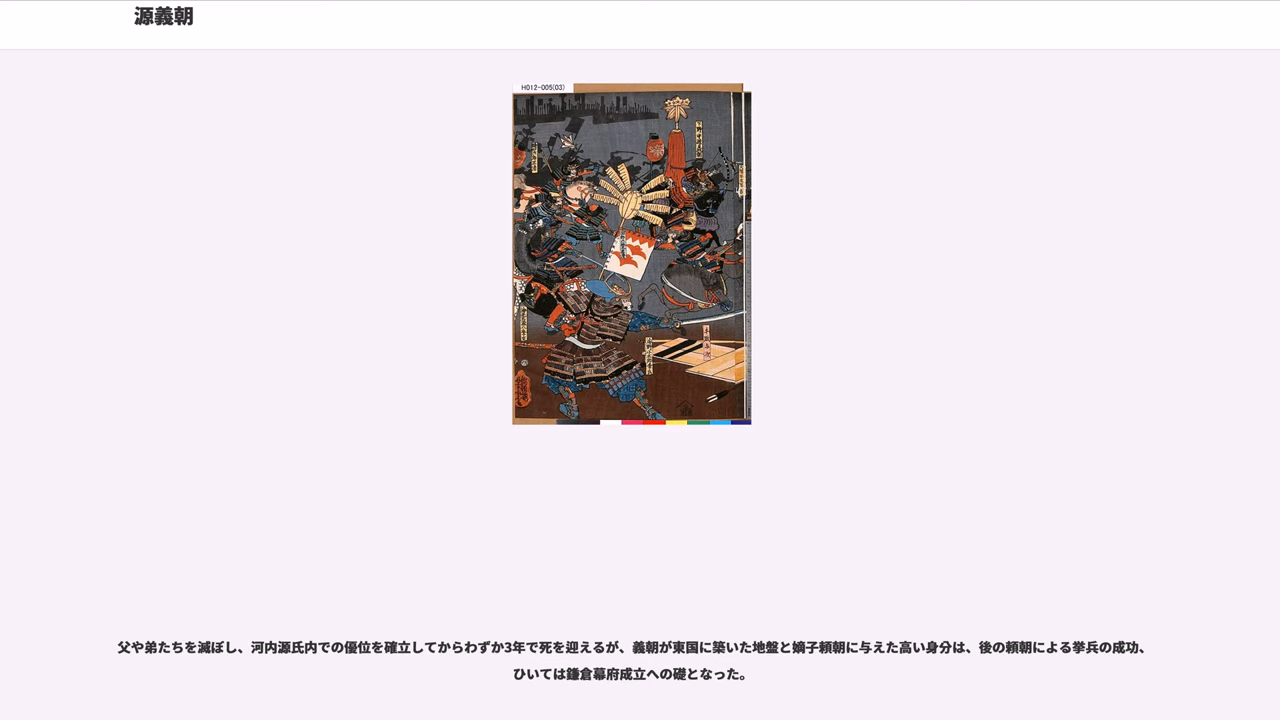 源義朝
H012-005(03)
父や弟たちを滅ぼし、河内源氏内での優位を確立してからわずか3年で死を迎えるが、義朝が東国に築いた地盤と嫡子頼朝に与えた高い身分は、後の頼朝による挙兵の成功、
ひいては鎌倉幕府成立への礎となった。